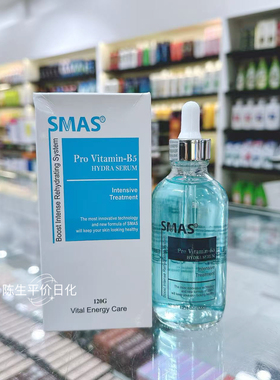 SMAS®
Pro Vitamin-B5
HYDRA SERUM
Intensive
Treatment
The most innovative technology
and new formula of SMAS
will keep your skin looking healthy
120G
Vital Energy Care
Boost Intense Rehydrating System
SMAS®
Pro Vitamin-B5
HYDRA SERUM
陈生平价日化